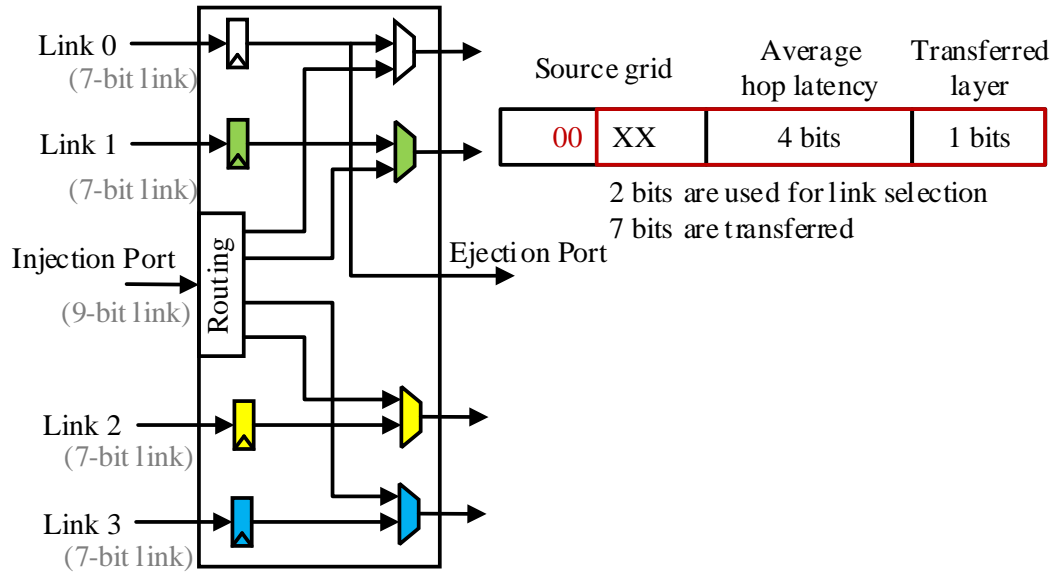 Link 0
(7-bit link)
Link 1
(7-bit link)
Injection Port
(9-bit link)
Routing
Link 2
(7-bit link)
Link 3
(7-bit link)
Ejection Port
Source grid
Average
hop latency
Transferred
layer
00 XX 4 bits 1 bits
2 bits are used for link selection
7 bits are transferred